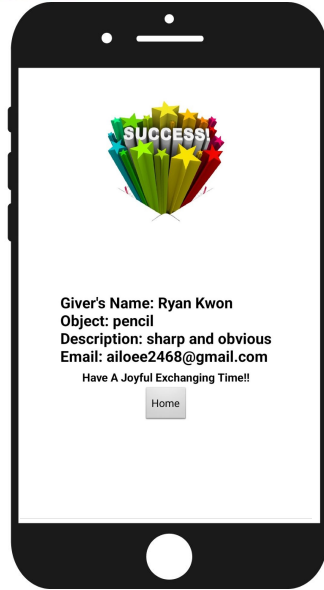 SUCCESS!
Giver's Name: Ryan Kwon
Object: pencil
Description: sharp and obvious
Email: ailoee2468@gmail.com
Have A Joyful Exchanging Time!!
Home